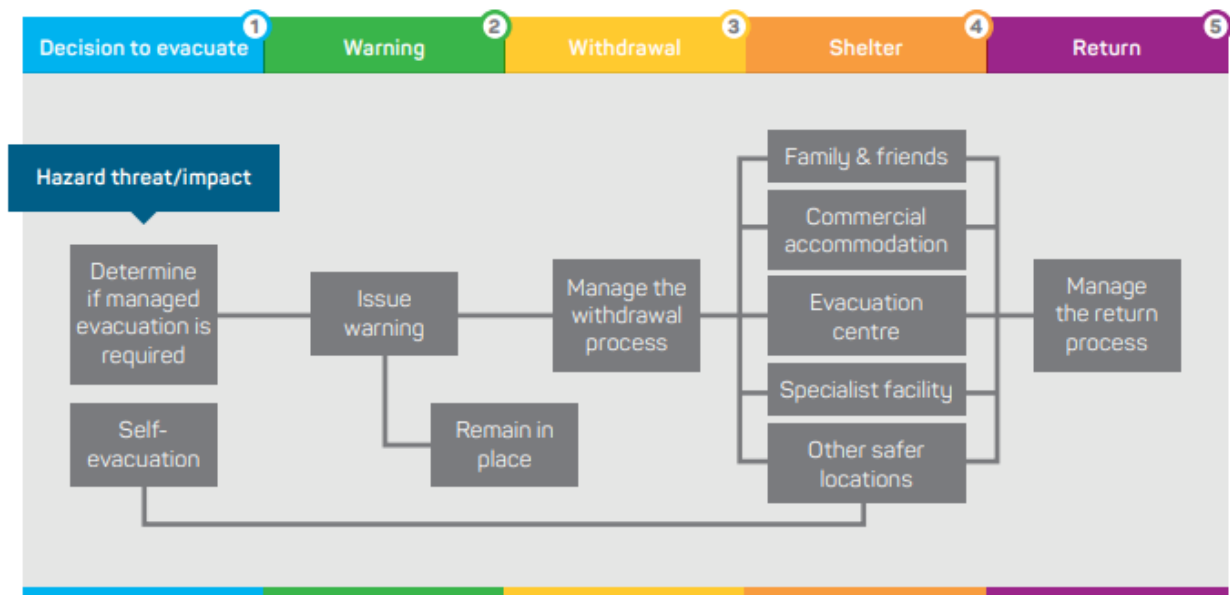 1
2
3
4
5
Decision to evacuate
Warning
Withdrawal
Shelter
Return
Hazard threat/impact
Determine
if managed
evacuation is
required
Self-
evacuation
Issue
warning
Remain in
place
Manage the
withdrawal
process
Family & friends
Commercial
accommodation
Evacuation
centre
Specialist facility
Other safer
locations
Manage
the return
process